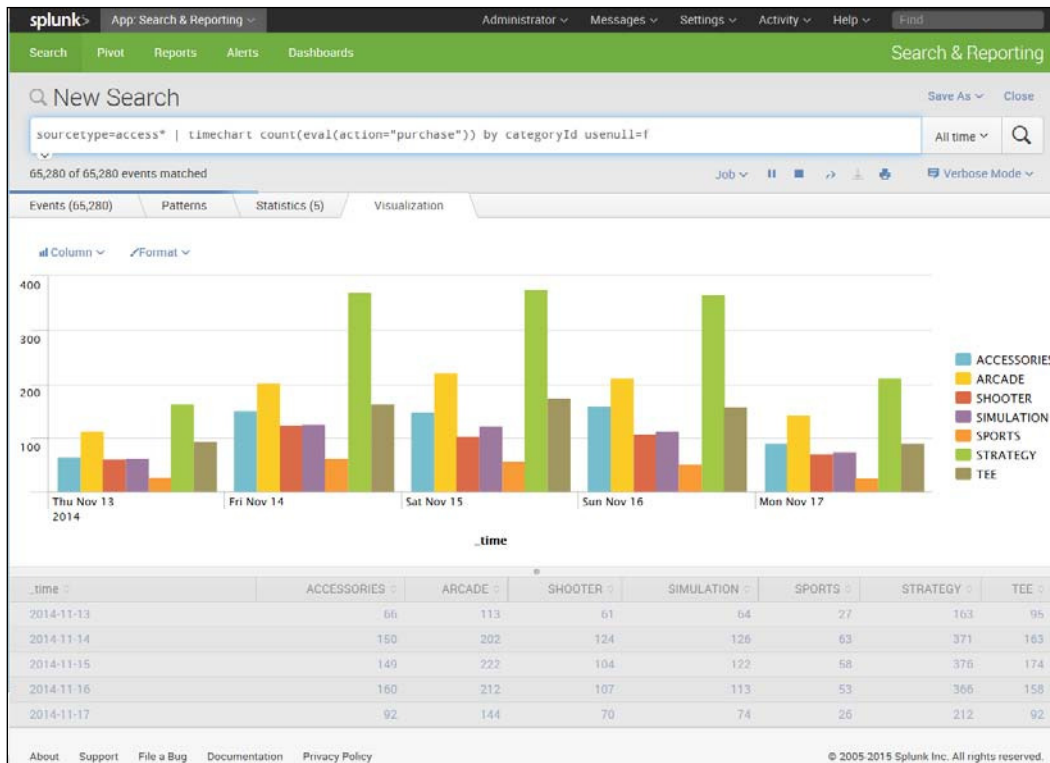 splunk> App: Search & Reporting Administrator Messages Settings Activity Help Find
Search Pivot Reports Alerts Dashboards Search & Reporting
New Search Save As Close
sourcetype=access* | timechart count(eval(action="purchase")) by categoryId usenull=f All time
65,280 of 65,280 events matched Job Verbose Mode
Events (65,280) Patterns Statistics (5) Visualization
Column Format
400
300
200
100
ACCESSORIES
ARCADE
SHOOTER
SIMULATION
SPORTS
STRATEGY
TEE
Thu Nov 13 Fri Nov 14 Sat Nov 15 Sun Nov 16 Mon Nov 17
2014
_time
_time ACCESSORIES ARCADE SHOOTER SIMULATION SPORTS STRATEGY TEE
2014-11-13 66 113 61 64 27 163 95
2014-11-14 150 202 124 126 63 371 163
2014-11-15 149 222 104 122 58 376 174
2014-11-16 160 212 107 113 53 366 158
2014-11-17 92 144 70 74 26 212 92
About Support File a Bug Documentation Privacy Policy © 2005-2015 Splunk Inc. All rights reserved.